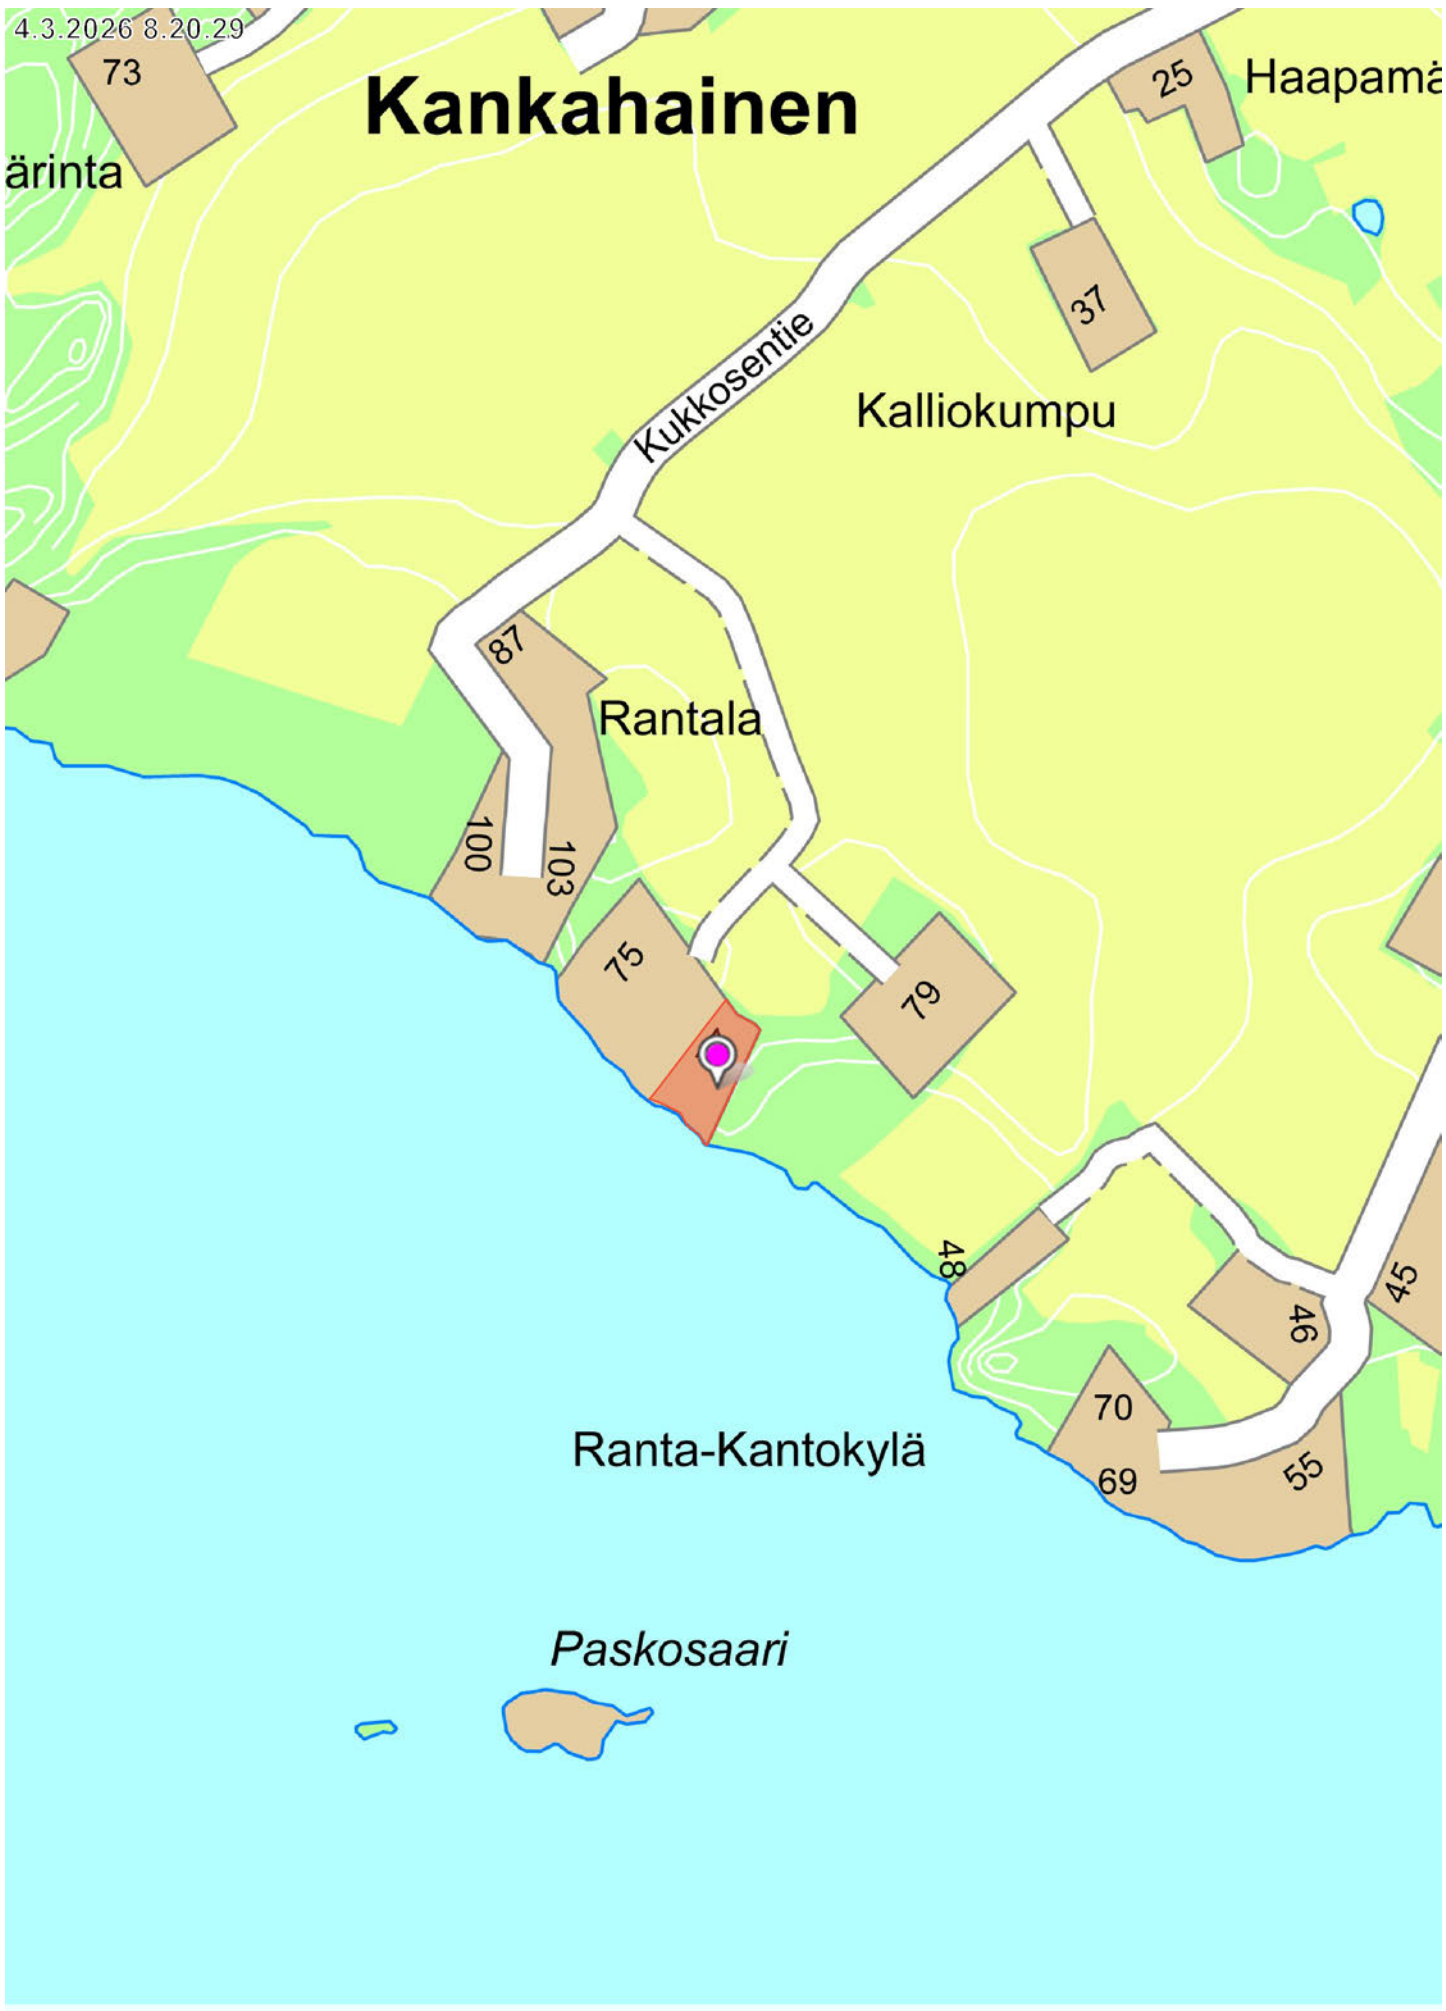 4.3.2026 8.20.29
73
Kankahainen
25
Haapamä
ärinta
37
Kukkosentie
Kalliokumpu
87
Rantala
100
103
75
79
48
46
45
70
Ranta-Kantokylä
69
55
Paskosaari